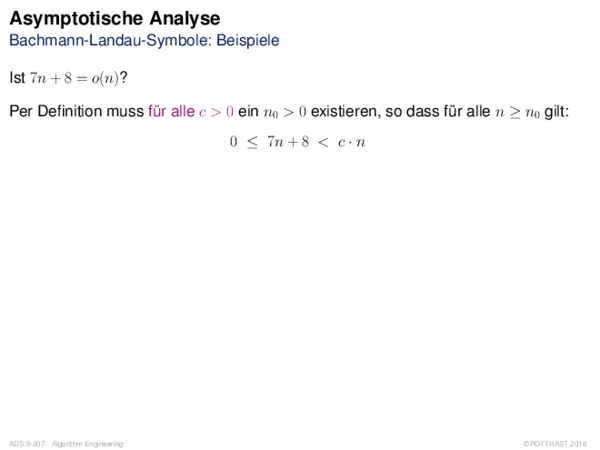 Asymptotische Analyse
Bachmann-Landau-Symbole: Beispiele
Ist 7n + 8 = o(n)?
Per Definition muss für alle c > 0 ein n₀ > 0 existieren, so dass für alle n ≥ n₀ gilt:
0 ≤ 7n + 8 < c · n
ADS:II-207 Algorithm Engineering
© POTTHAST 2018